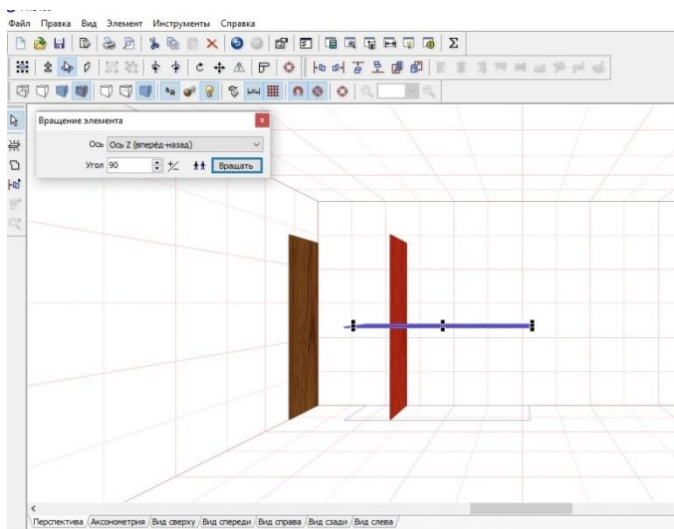 Файл Правка Вид Элемент Инструменты Справка
Вращение элемента
Ось Ось Z (вперёд-назад)
Угол 90 Вращать
Перспектива Аксонометрия Вид сверху Вид спереди Вид справа Вид сзади Вид слева